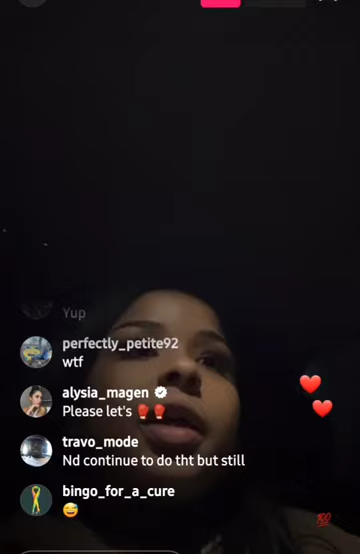 Yup
perfectly_petite92
wtf
alysia_magen
Please let's 🥊🥊
travo_mode
Nd continue to do tht but still
bingo_for_a_cure
😅
💯